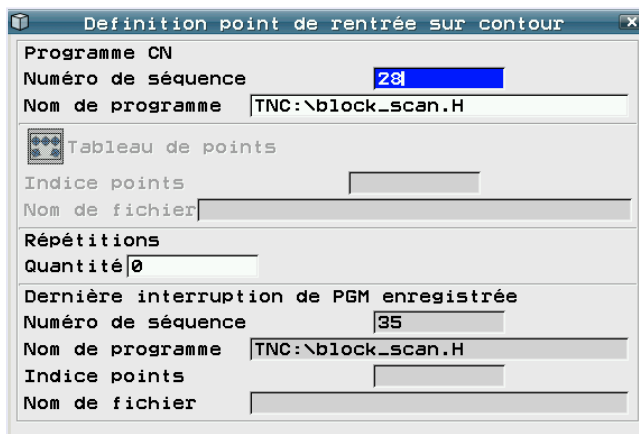 Definition point de rentrée sur contour
Programme CN
Numéro de séquence 28
Nom de programme TNC:\block_scan.H
Tableau de points
Indice points
Nom de fichier
Répétitions
Quantité 0
Dernière interruption de PGM enregistrée
Numéro de séquence 35
Nom de programme TNC:\block_scan.H
Indice points
Nom de fichier